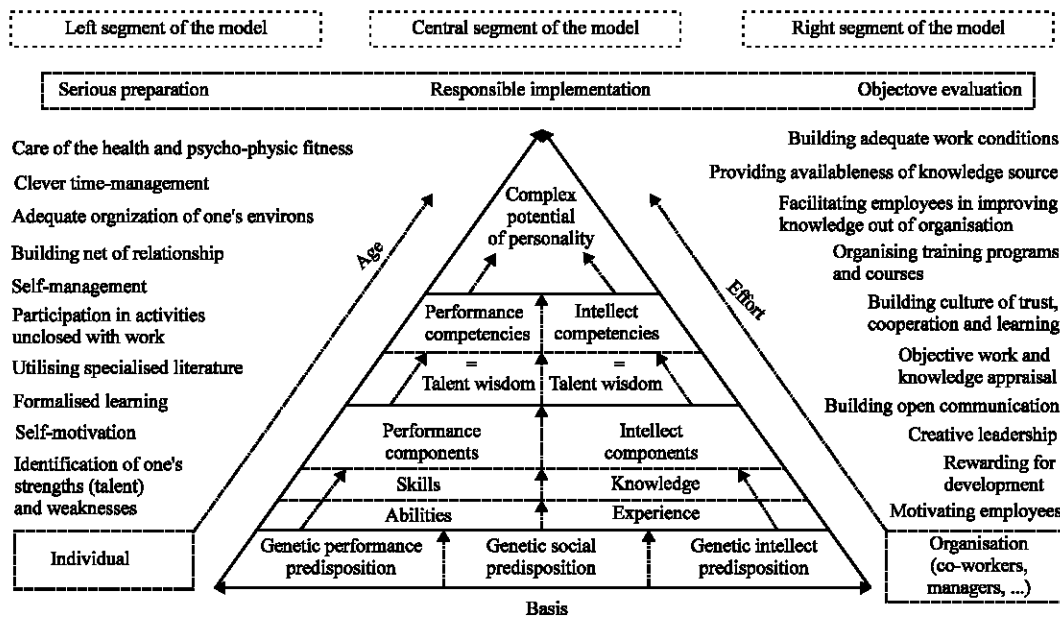 Left segment of the model
Central segment of the model
Right segment of the model
Serious preparation
Responsible implementation
Objectove evaluation
Care of the health and psycho-physic fitness
Clever time-management
Adequate orgnization of one's environs
Building net of relationship
Self-management
Participation in activities
unclosed with work
Utilising specialised literature
Formalised learning
Self-motivation
Identification of one's
strengths (talent)
and weaknesses
Individual
Age
Complex
potential
of personality
Performance
competencies
Intellect
competencies
=
Talent wisdom
=
Talent wisdom
Performance
components
Intellect
components
Skills
Knowledge
Abilities
Experience
Genetic performance
predisposition
Genetic social
predisposition
Genetic intellect
predisposition
Basis
Effort
Building adequate work conditions
Providing availableness of knowledge source
Facilitating employees in improving
knowledge out of organisation
Organising training programs
and courses
Building culture of trust,
cooperation and learning
Objective work and
knowledge appraisal
Building open communication
Creative leadership
Rewarding for
development
Motivating employees
Organisation
(co-workers,
managers, ...)